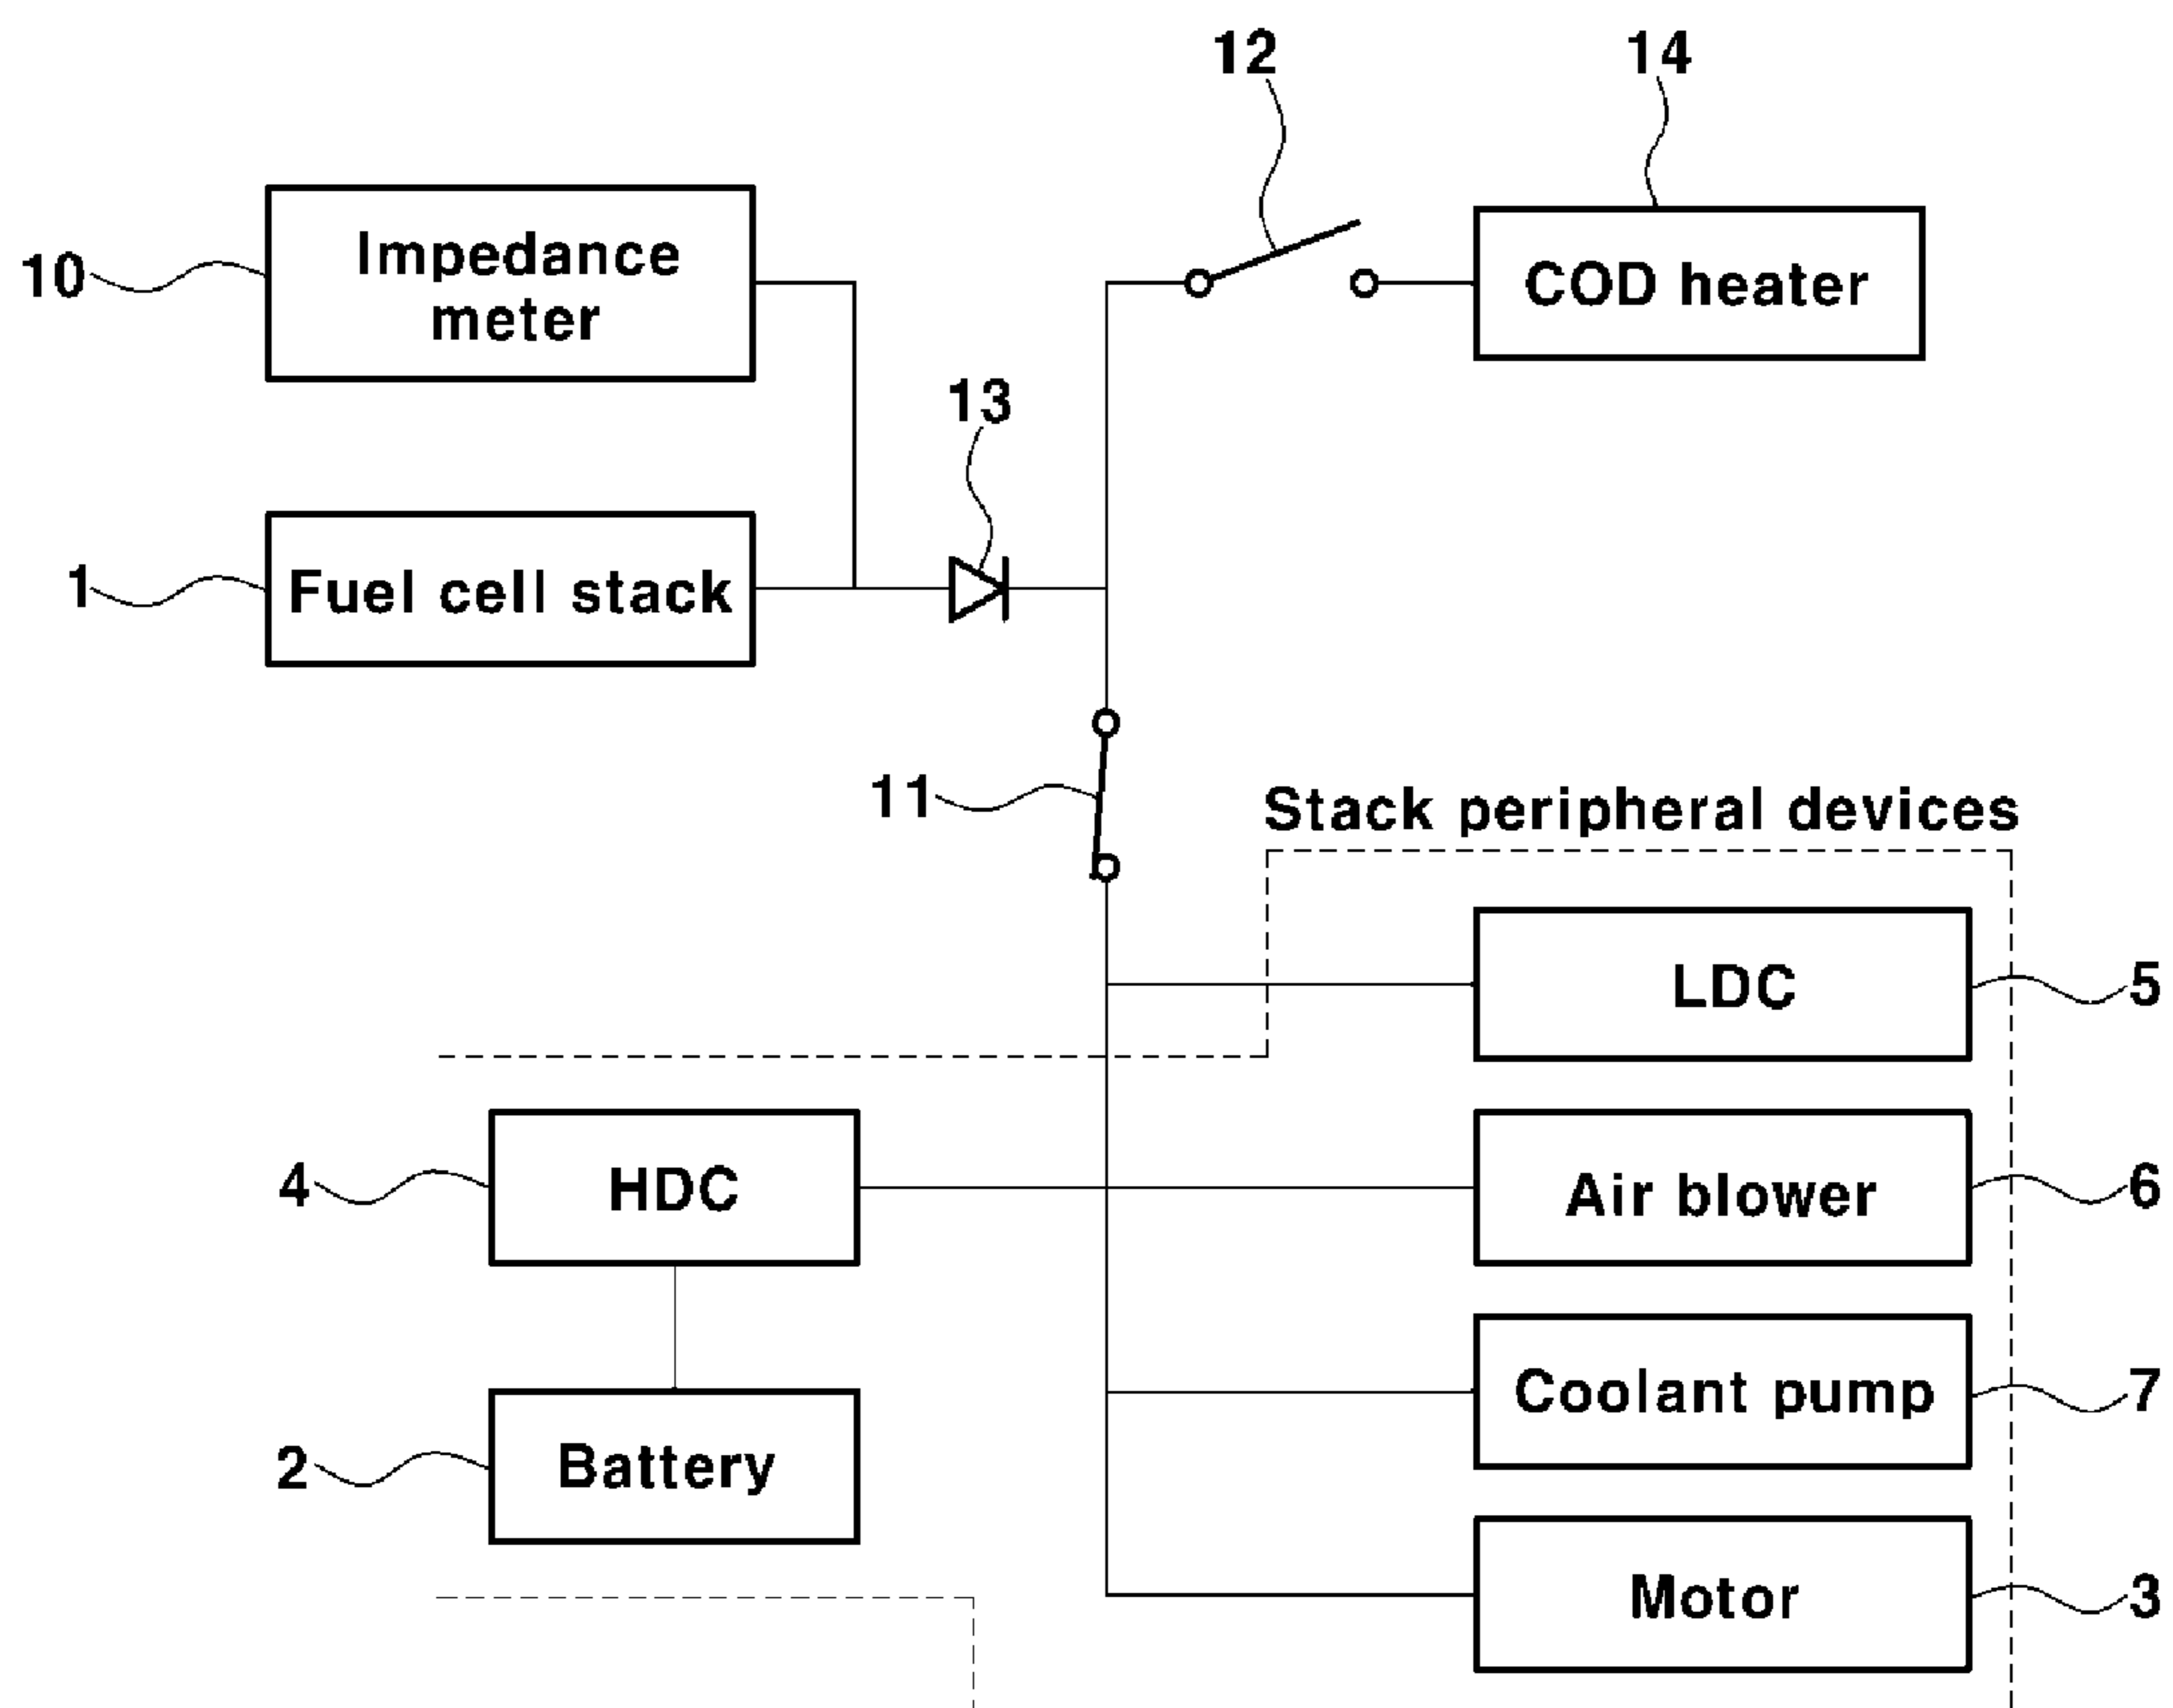 12
14
10
Impedance
meter
COD heater
13
1
Fuel cell stack
11
Stack peripheral devices
LDC
5
4
HDC
Air blower
6
Coolant pump
7
2
Battery
Motor
3